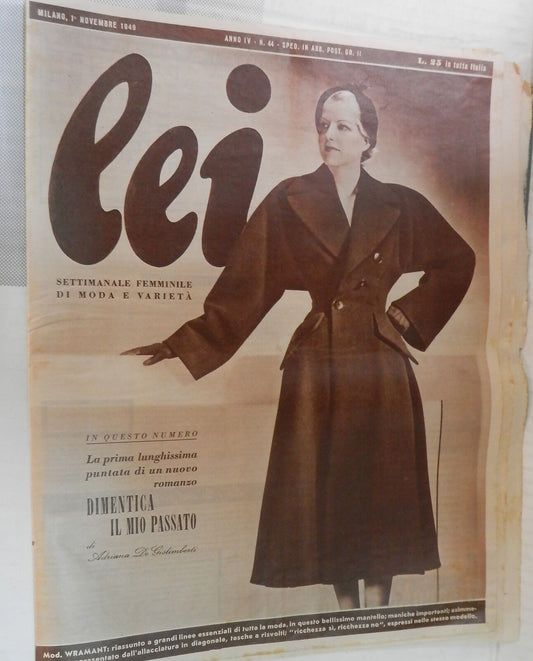 MILANO, 1° NOVEMBRE 1949
ANNO IV - N. 44 - SPED. IN ABB. POST. GR. II
L. 25 in tutta Italia
lei
SETTIMANALE FEMMINILE
DI MODA E VARIETÀ
IN QUESTO NUMERO
La prima lunghissima
puntata di un nuovo
romanzo
DIMENTICA
IL MIO PASSATO
di
Adriana De Gislimberti
Mod. WRAMANT: riassunto a grandi linee essenziali di tutta la moda, in questo bellissimo mantello; maniche importanti; asimme-
dall'allacciatura in diagonale, tasche e risvolti; "ricchezza sì, ricchezza no", espressi nello stesso modello.